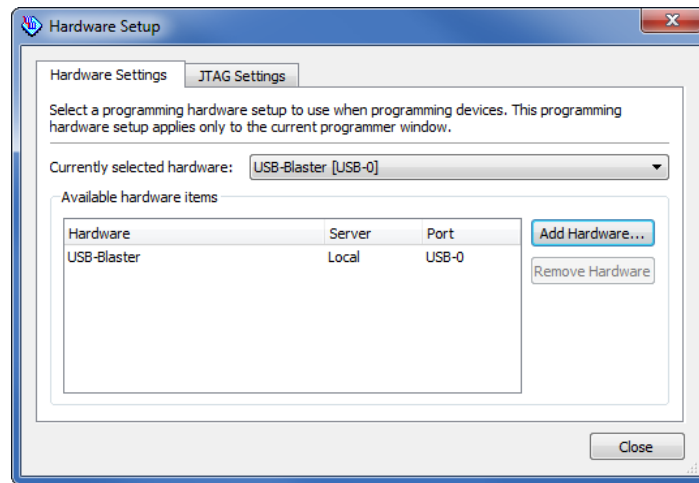 Hardware Setup
Hardware Settings
JTAG Settings
Select a programming hardware setup to use when programming devices. This programming
hardware setup applies only to the current programmer window.
Currently selected hardware:
USB-Blaster [USB-0]
Available hardware items
Hardware
Server
Port
USB-Blaster
Local
USB-0
Add Hardware...
Remove Hardware
Close